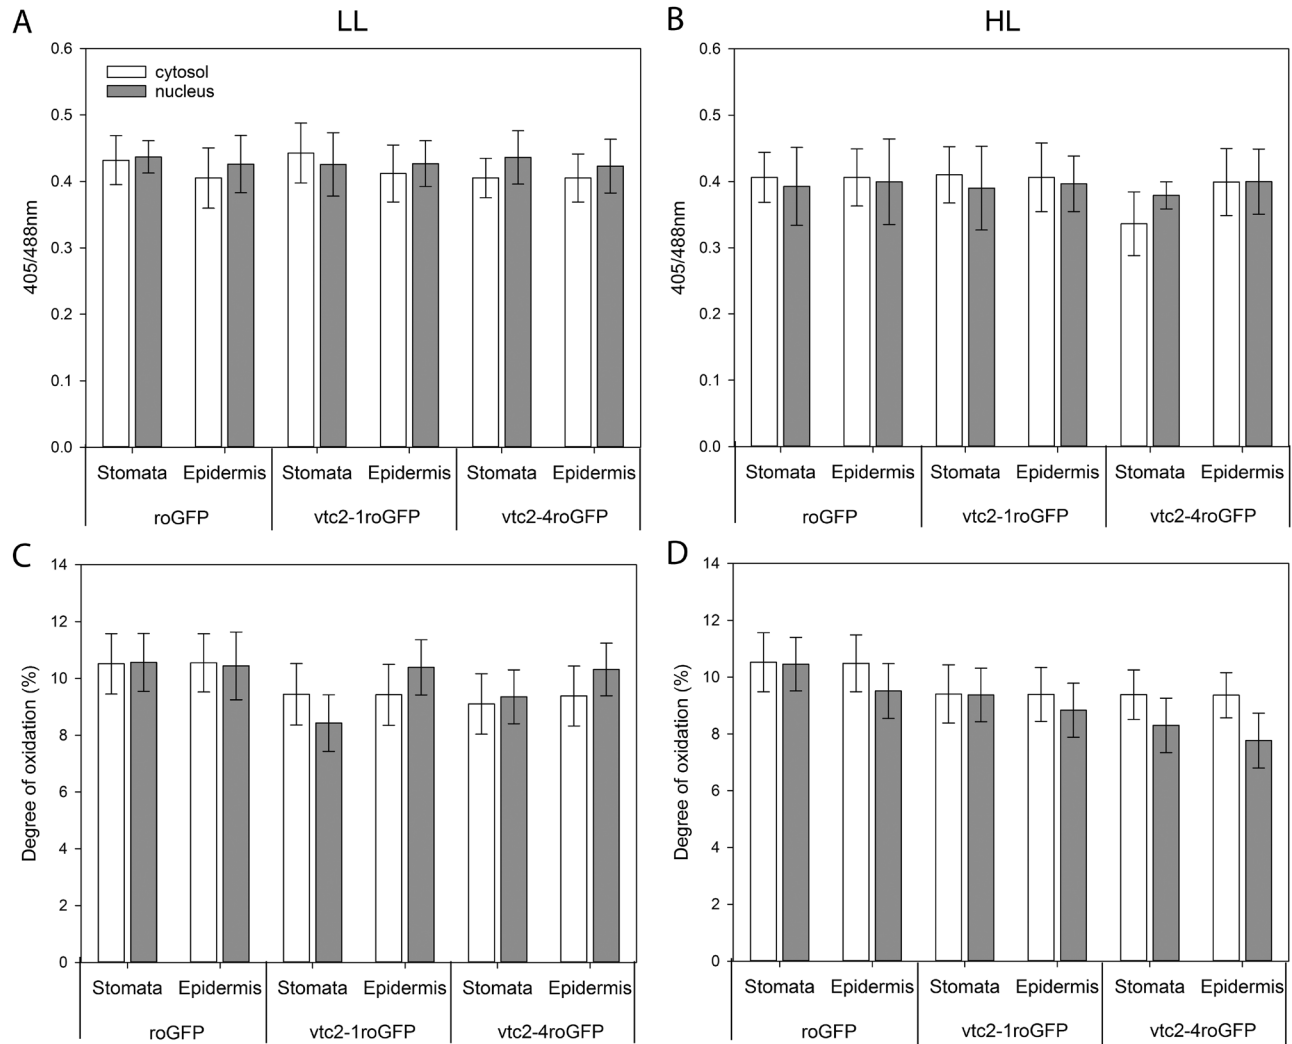 A
LL
0.6
0.5
0.4
0.3
0.2
0.1
0.0
405/488nm
cytosol
nucleus
Stomata Epidermis Stomata Epidermis Stomata Epidermis
roGFP vtc2-1roGFP vtc2-4roGFP
B
HL
0.6
0.5
0.4
0.3
0.2
0.1
0.0
405/488nm
Stomata Epidermis Stomata Epidermis Stomata Epidermis
roGFP vtc2-1roGFP vtc2-4roGFP
C
14
12
10
8
6
4
2
0
Degree of oxidation (%)
Stomata Epidermis Stomata Epidermis Stomata Epidermis
roGFP vtc2-1roGFP vtc2-4roGFP
D
14
12
10
8
6
4
2
0
Degree of oxidation (%)
Stomata Epidermis Stomata Epidermis Stomata Epidermis
roGFP vtc2-1roGFP vtc2-4roGFP